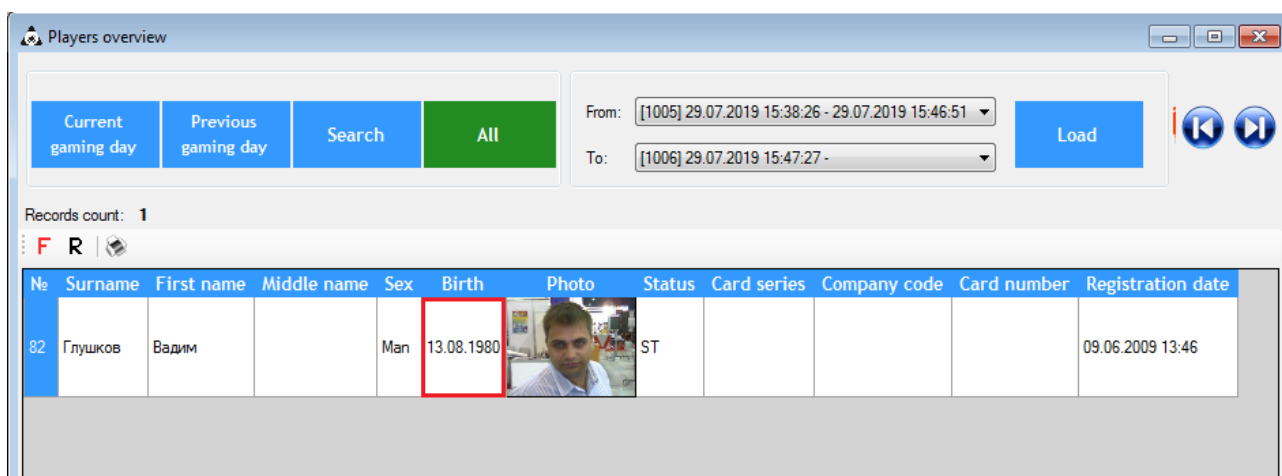 Players overview
Current gaming day
Previous gaming day
Search
All
From: [1005] 29.07.2019 15:38:26 - 29.07.2019 15:46:51
To: [1006] 29.07.2019 15:47:27 -
Load
Records count: 1
F R
№ Surname First name Middle name Sex Birth Photo Status Card series Company code Card number Registration date
82 Глушков Вадим Man 13.08.1980 ST 09.06.2009 13:46